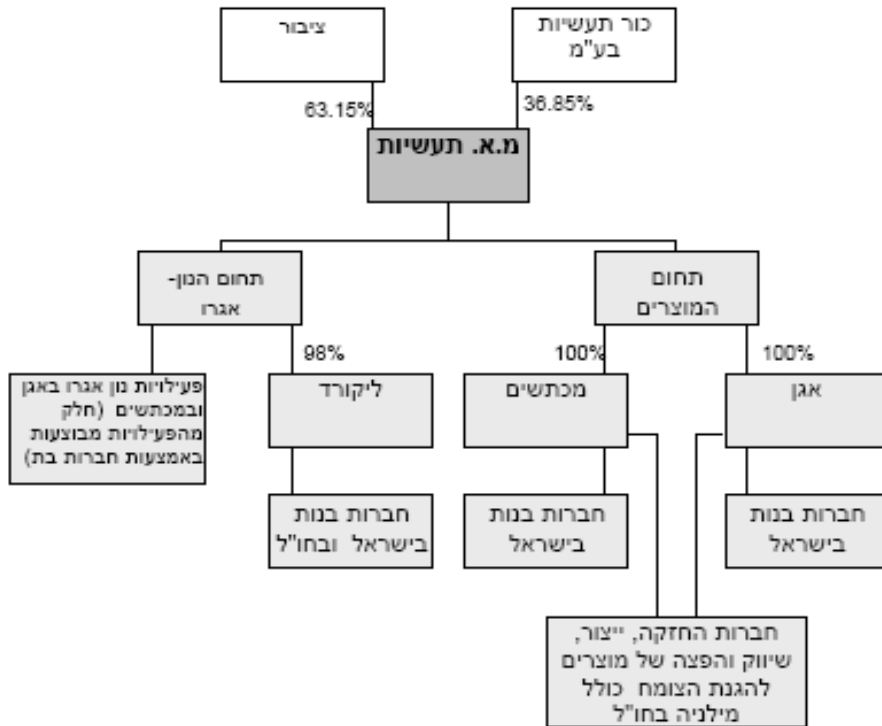 כור תעשיות
בע"מ
ציבור
36.85%
63.15%
מ.א. תעשיות
תחום
המוצרים
תחום הנון-
אגרו
100%
100%
98%
אגן
מכתשים
ליקורד
פעילויות נון אגרו באגן
ובמכתשים (חלק
מהפעילויות מבוצעות
באמצעות חברות בת)
חברות בנות
בישראל
חברות בנות
בישראל
חברות בנות
בישראל ובחו"ל
חברות החזקה, ייצור,
שיווק והפצה של מוצרים
להגנת הצומח כולל
מילניה בחו"ל